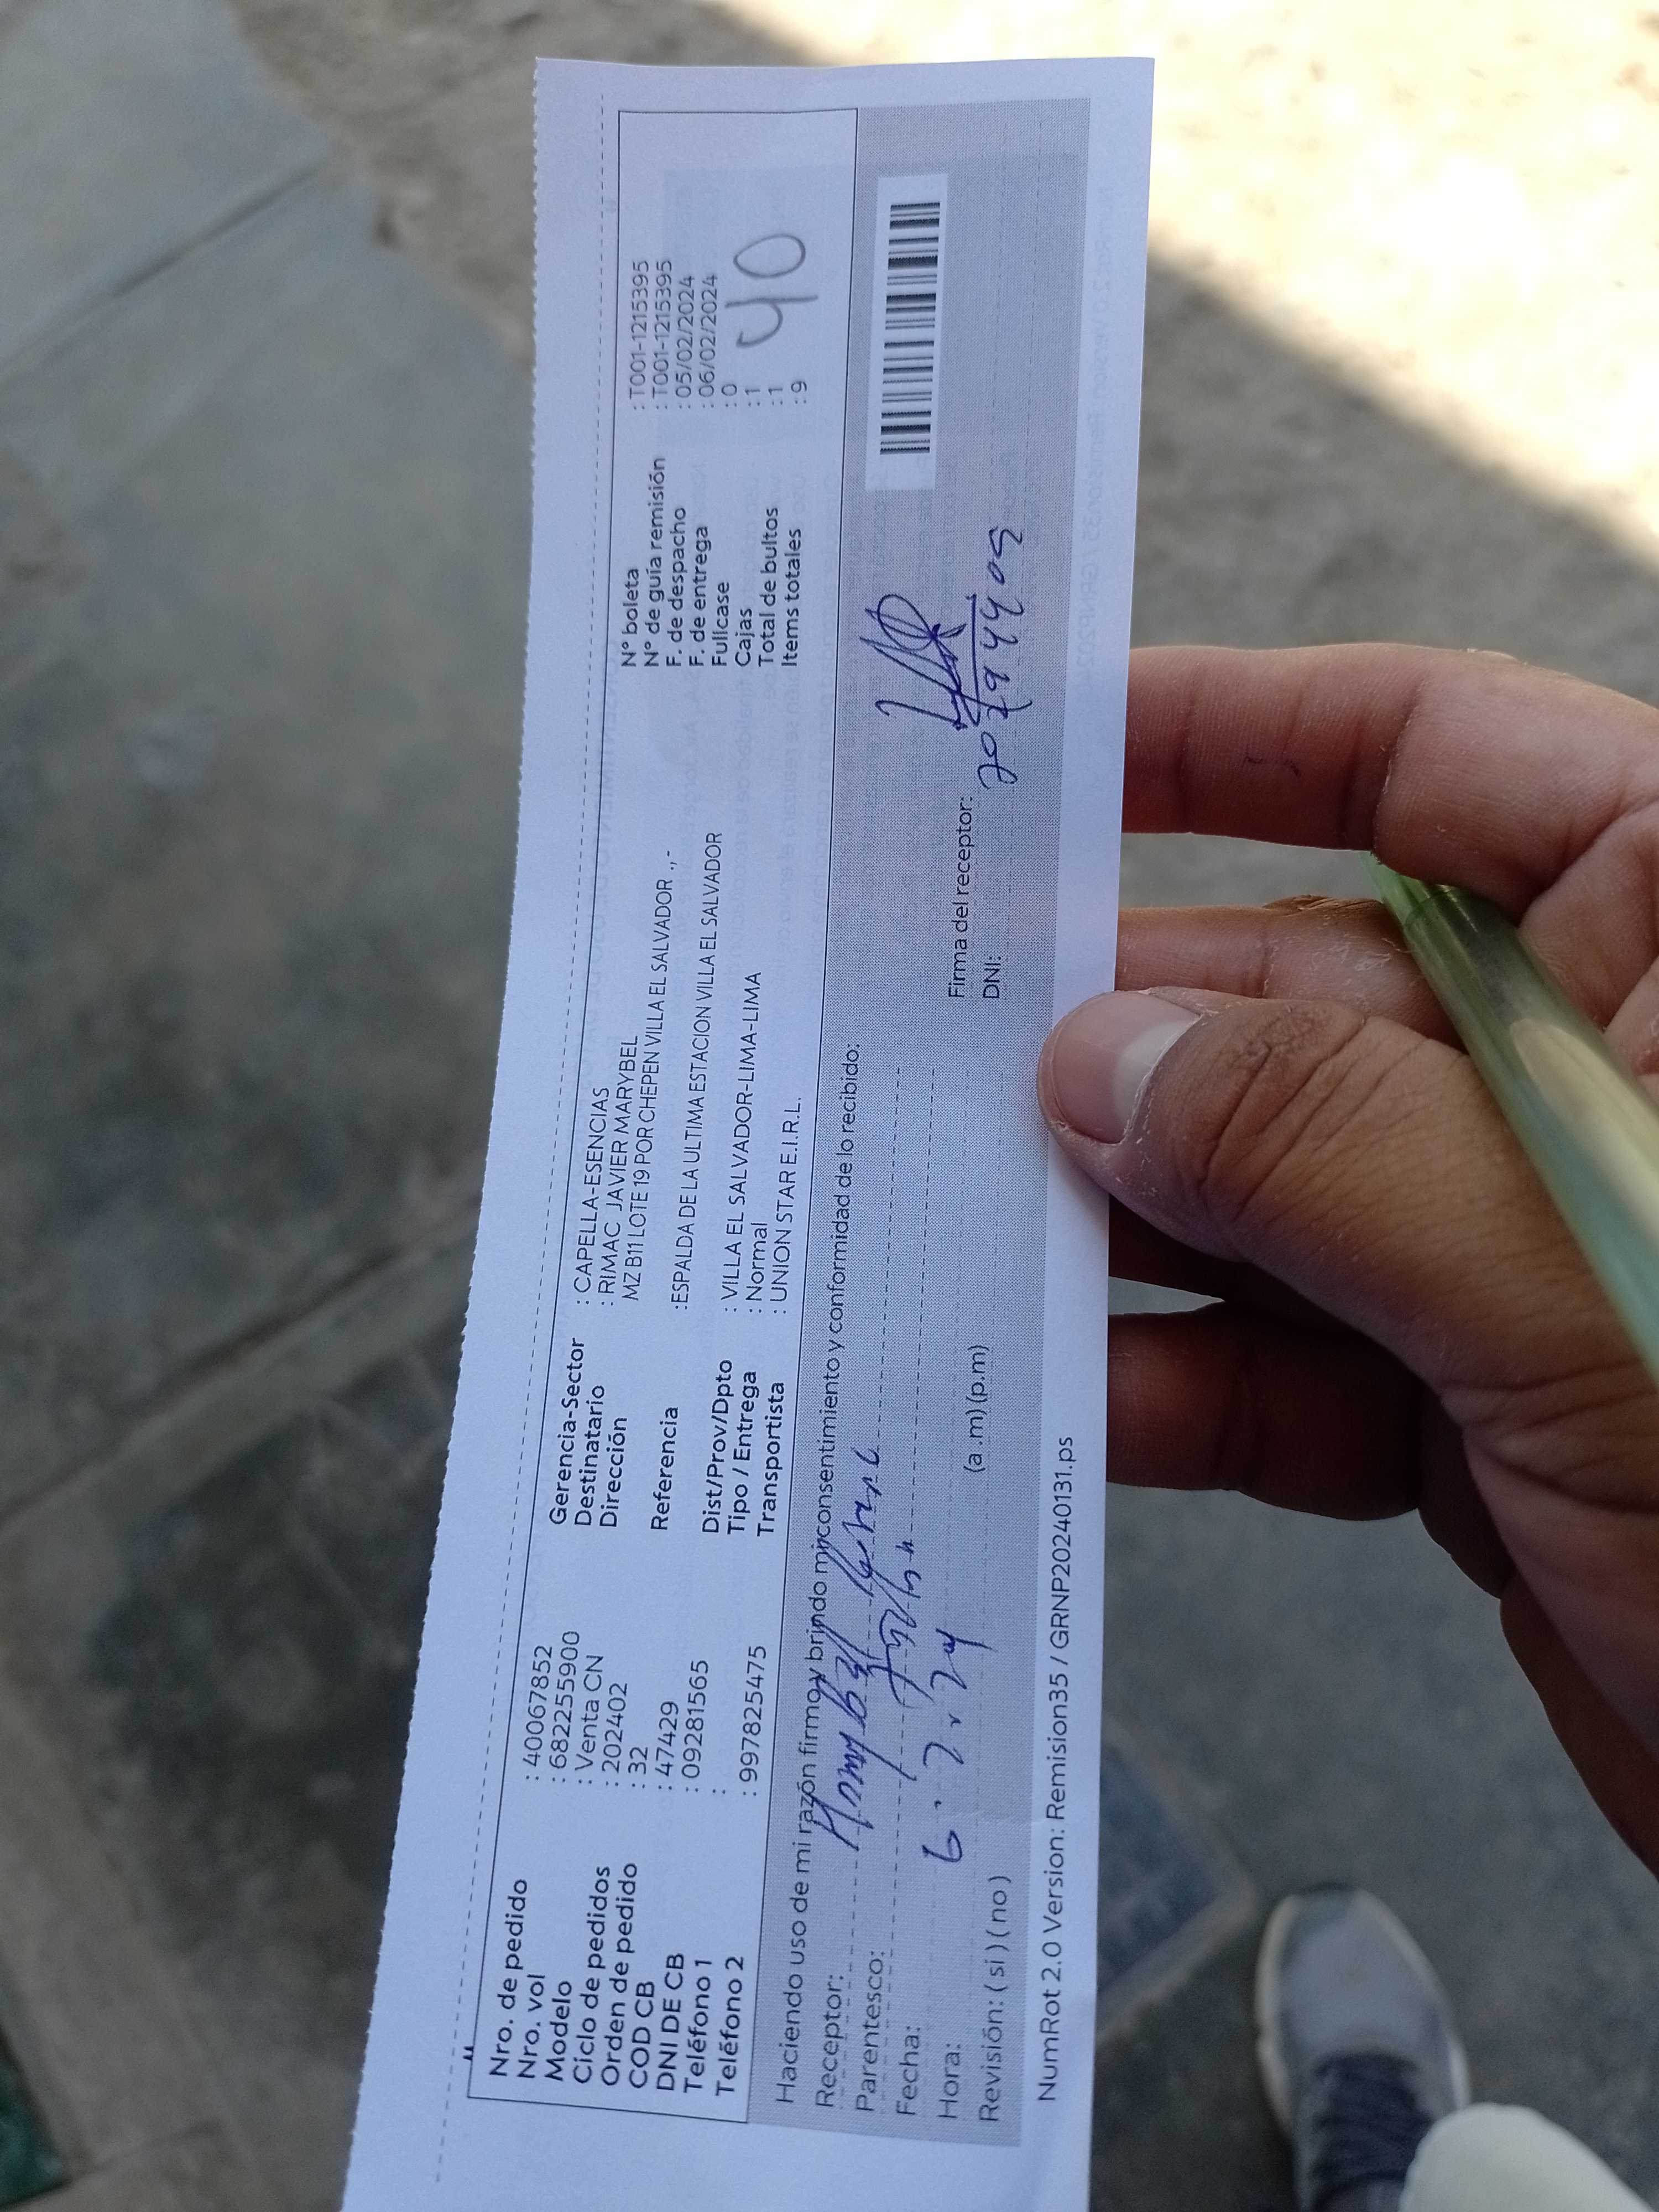 Nro. de pedido : 40067852
Nro. vol : 682255900
Modelo : Venta CN
Ciclo de pedidos : 202402
Orden de pedido : 32
COD CB : 47429
DNI DE CB : 09281565
Teléfono 1 :
Teléfono 2 : 997825475
Gerencia-Sector : CAPELLA-ESENCIAS
Destinatario : RIMAC JAVIER MARYBEL
Dirección MZ B11 LOTE 19 POR CHEPEN VILLA EL SALVADOR .,-
Referencia :ESPALDA DE LA ULTIMA ESTACION VILLA EL SALVADOR
Dist/Prov/Dpto : VILLA EL SALVADOR-LIMA-LIMA
Tipo / Entrega : Normal
Transportista : UNION STAR E.I.R.L.
N° boleta : T001-1215395
N° de guía remisión : T001-1215395
F. de despacho : 05/02/2024
F. de entrega : 06/02/2024
Fullcase : 0
Cajas : 1
Total de bultos : 1
Items totales : 9
40
Haciendo uso de mi razón firmo y brindo mi consentimiento y conformidad de lo recibido:
Receptor:
Parentesco:
Fecha: 6 . 2 . 24
Hora: (a.m) (p.m)
Revisión: ( si ) ( no )
Firma del receptor:
DNI:
NumRot 2.0 Version: Remision35 / GRNP20240131.ps